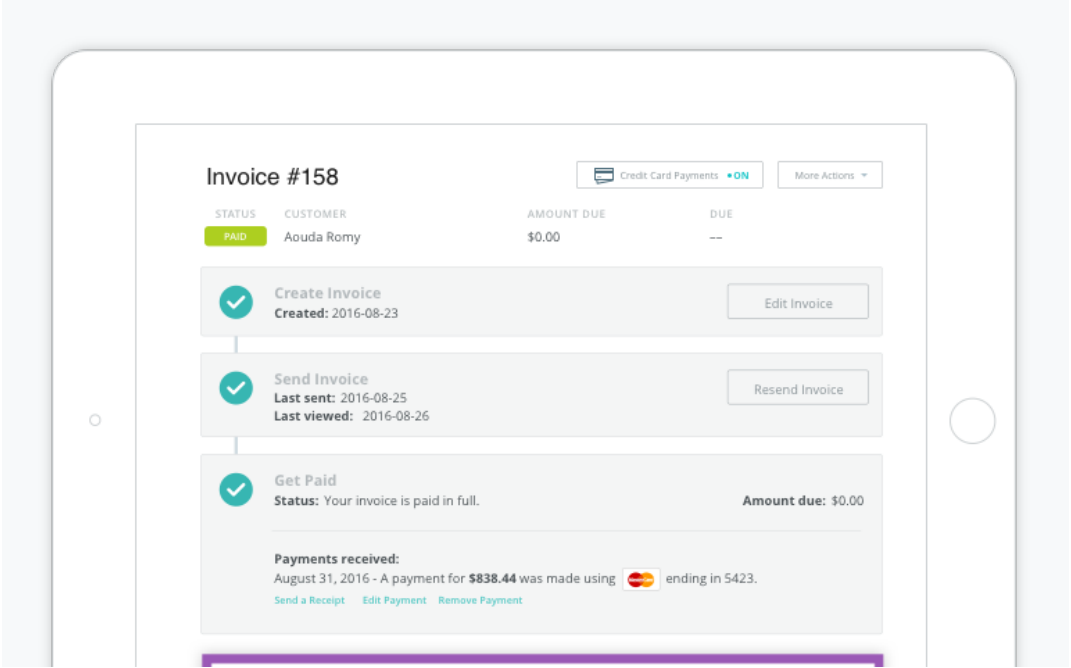 Invoice #158
Credit Card Payments • ON
More Actions
STATUS CUSTOMER AMOUNT DUE DUE
PAID Aouda Romy $0.00 —
Create Invoice
Created: 2016-08-23
Edit Invoice
Send Invoice
Last sent: 2016-08-25
Last viewed: 2016-08-26
Resend Invoice
Get Paid
Status: Your invoice is paid in full. Amount due: $0.00
Payments received:
August 31, 2016 - A payment for $838.44 was made using MasterCard ending in 5423.
Send a Receipt Edit Payment Remove Payment